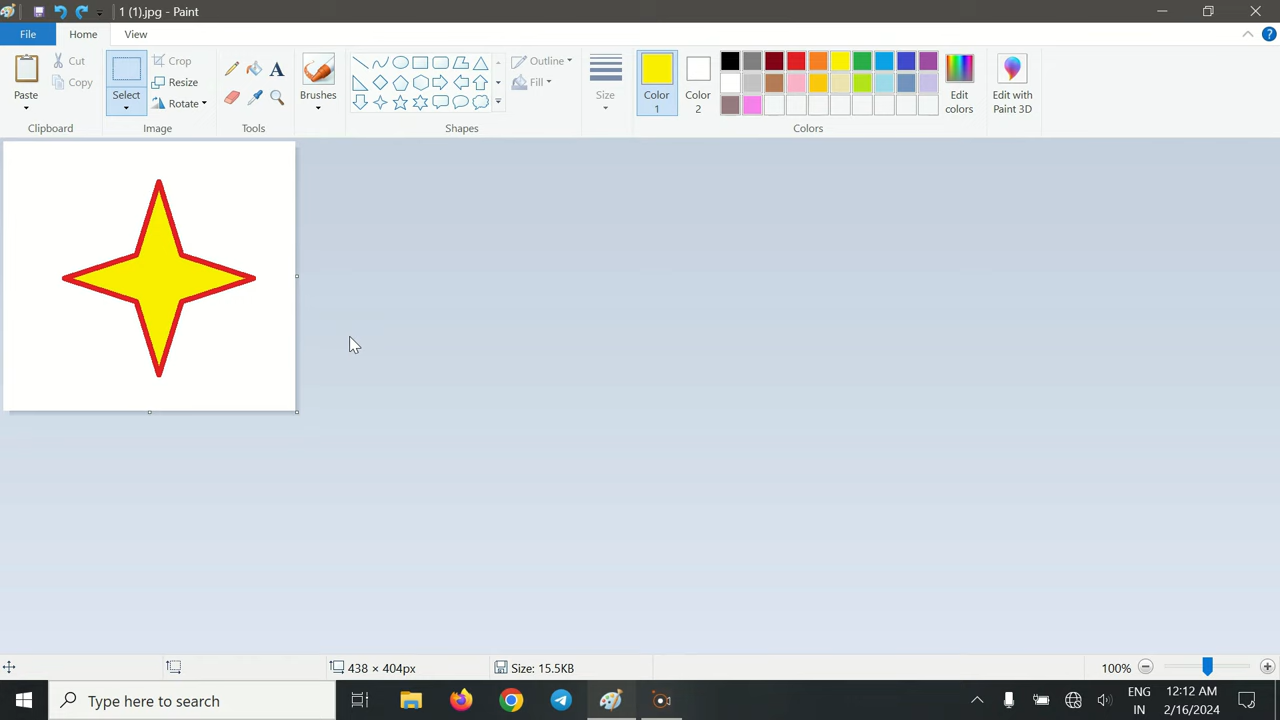 1 (1).jpg - Paint
File Home View
Paste Cut Copy Clipboard
Select Crop Resize Rotate Image
Tools
Brushes
Shapes Outline Fill
Size
Color 1 Color 2 Colors
Edit colors
Edit with Paint 3D
438 × 404px Size: 15.5KB 100%
Type here to search
ENG IN
12:12 AM
2/16/2024